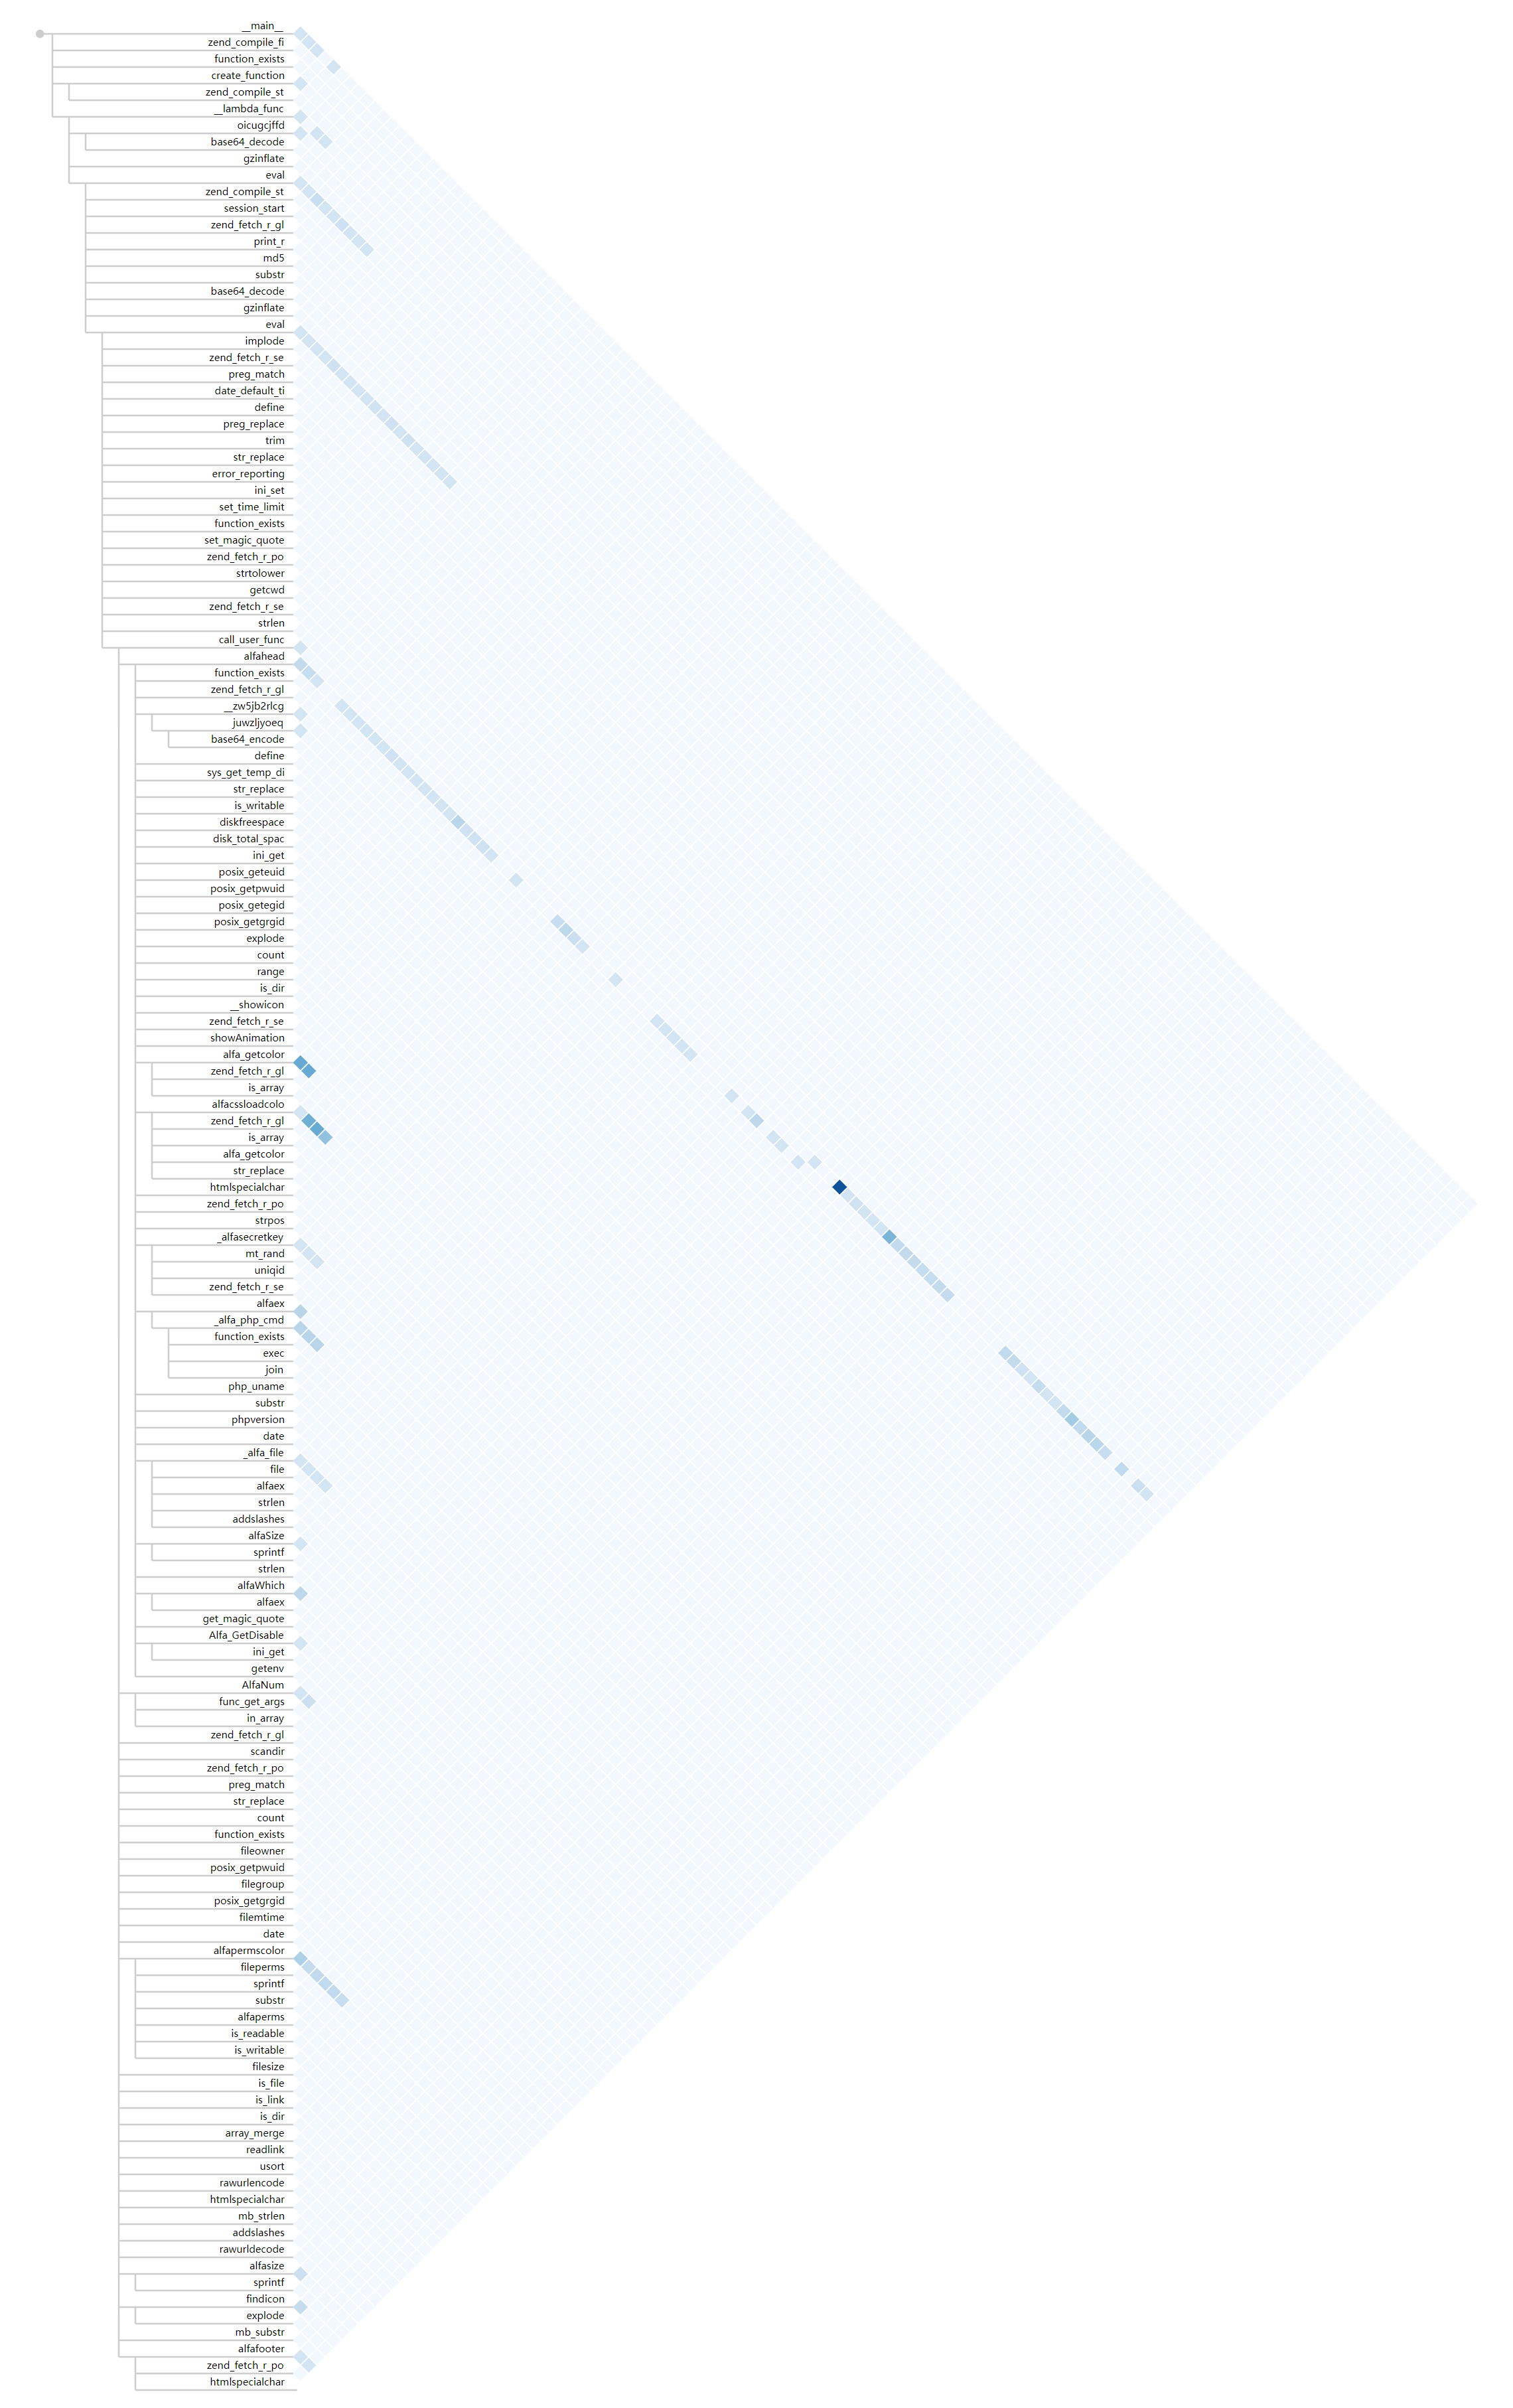 __main__
zend_compile_fi
function_exists
create_function
zend_compile_st
__lambda_func
oicugcjffd
base64_decode
gzinflate
eval
zend_compile_st
session_start
zend_fetch_r_gl
print_r
md5
substr
base64_decode
gzinflate
eval
implode
zend_fetch_r_se
preg_match
date_default_ti
define
preg_replace
trim
str_replace
error_reporting
ini_set
set_time_limit
function_exists
set_magic_quote
zend_fetch_r_po
strtolower
getcwd
zend_fetch_r_se
strlen
call_user_func
alfahead
function_exists
zend_fetch_r_gl
__zw5jb2rlcg
juwzljyoeq
base64_encode
define
sys_get_temp_di
str_replace
is_writable
diskfreespace
disk_total_spac
ini_get
posix_geteuid
posix_getpwuid
posix_getegid
posix_getgrgid
explode
count
range
is_dir
__showicon
zend_fetch_r_se
showAnimation
alfa_getcolor
zend_fetch_r_gl
is_array
alfacssloadcolo
zend_fetch_r_gl
is_array
alfa_getcolor
str_replace
htmlspecialchar
zend_fetch_r_po
strpos
_alfasecretkey
mt_rand
uniqid
zend_fetch_r_se
alfaex
_alfa_php_cmd
function_exists
exec
join
php_uname
substr
phpversion
date
_alfa_file
file
alfaex
strlen
addslashes
alfaSize
sprintf
strlen
alfaWhich
alfaex
get_magic_quote
Alfa_GetDisable
ini_get
getenv
AlfaNum
func_get_args
in_array
zend_fetch_r_gl
scandir
zend_fetch_r_po
preg_match
str_replace
count
function_exists
fileowner
posix_getpwuid
filegroup
posix_getgrgid
filemtime
date
alfapermscolor
fileperms
sprintf
substr
alfaperms
is_readable
is_writable
filesize
is_file
is_link
is_dir
array_merge
readlink
usort
rawurlencode
htmlspecialchar
mb_strlen
addslashes
rawurldecode
alfasize
sprintf
findicon
explode
mb_substr
alfafooter
zend_fetch_r_po
htmlspecialchar